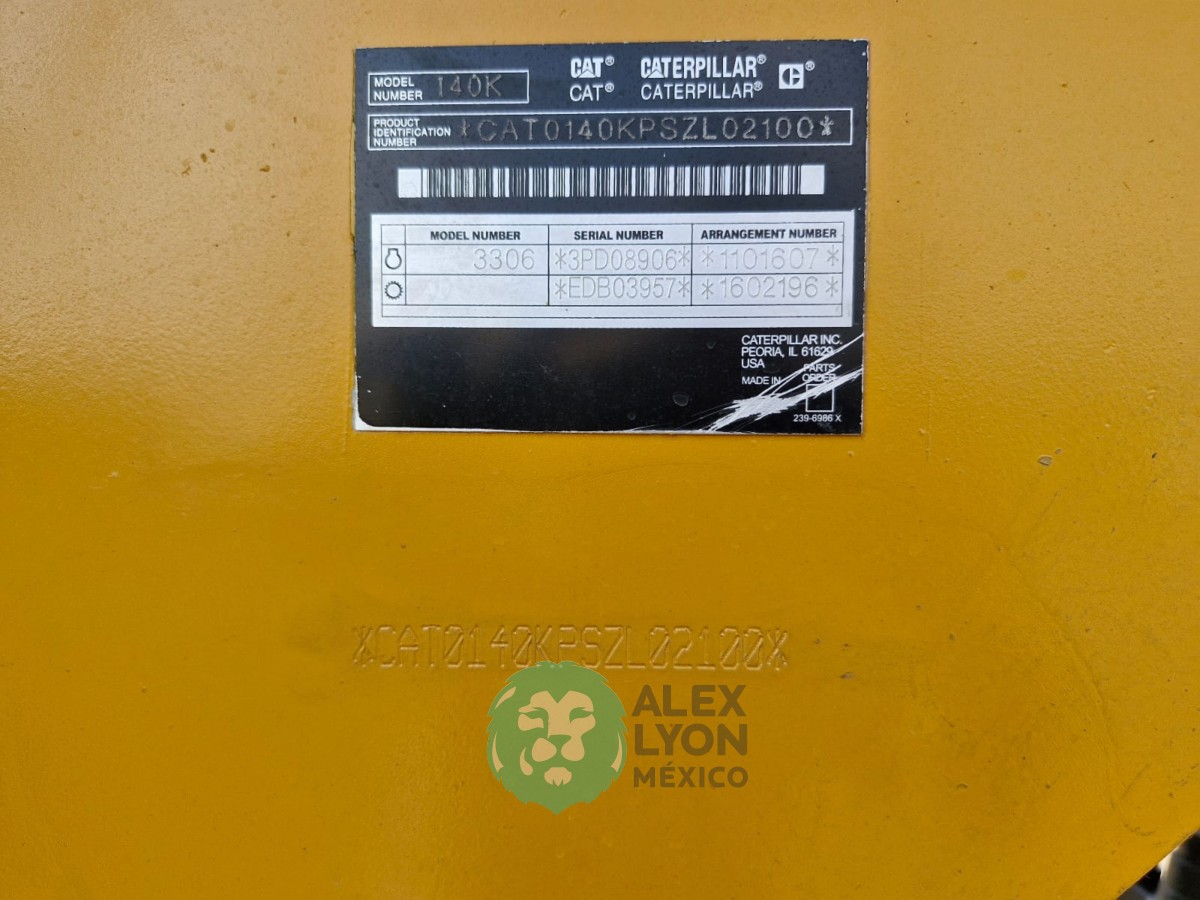 MODEL NUMBER 140K
CAT® CATERPILLAR® C®
CAT® CATERPILLAR®
PRODUCT IDENTIFICATION NUMBER *CAT0140KPSZL02100*
MODEL NUMBER SERIAL NUMBER ARRANGEMENT NUMBER
3306 *3PD08906* *1101607*
*EDB03957* *1602196*
CATERPILLAR INC.
PEORIA, IL 61629
USA
MADE IN
PARTS ORDER
239-6986 X
*CAT0140KPSZL02100*
ALEX
LYON
MÉXICO